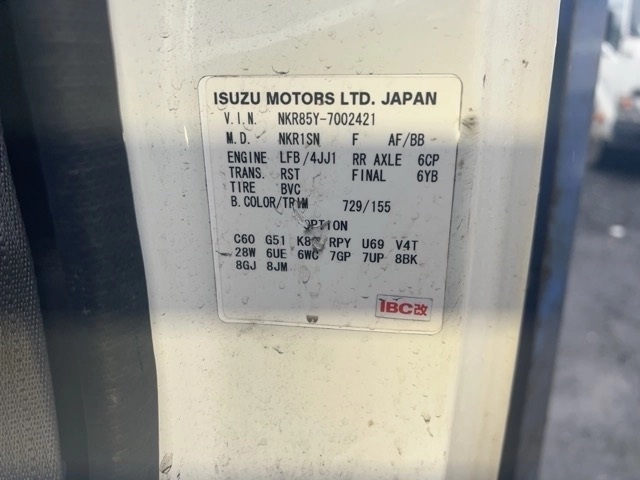 ISUZU MOTORS LTD. JAPAN
V.I.N. NKR85Y-7002421
M.D. NKR1SN F AF/BB -
ENGINE LFB/4JJ1 RR AXLE 6CP
TRANS. RST FINAL 6YB
TIRE BVC
B.COLOR/TRIM 729/155
OPTION
C60 G51 RPY U69 V4T
28W 6UE 6WC 7GP 7UP 8BK
8GJ 8JM
IBC改